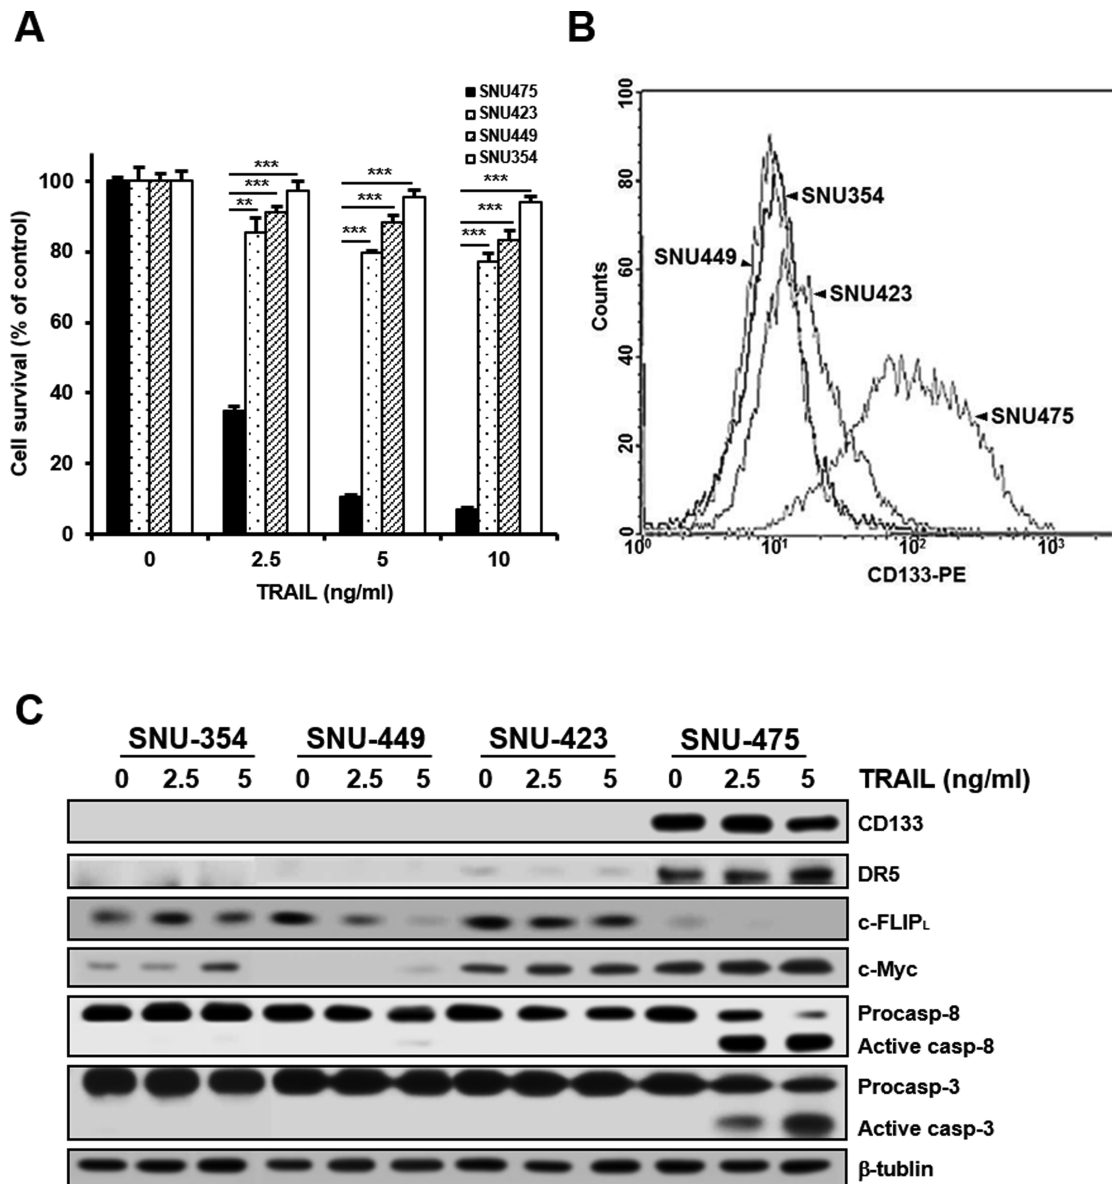 A
SNU475
SNU423
SNU449
SNU354
Cell survival (% of control)
100
80
60
40
20
0
*** *** **
*** *** ***
*** *** ***
0 2.5 5 10
TRAIL (ng/ml)
B
Counts
100
80
60
40
20
0
SNU354
SNU449
SNU423
SNU475
10⁰ 10¹ 10² 10³
CD133-PE
C
SNU-354 SNU-449 SNU-423 SNU-475
0 2.5 5 0 2.5 5 0 2.5 5 0 2.5 5 TRAIL (ng/ml)
CD133
DR5
c-FLIPL
c-Myc
Procasp-8
Active casp-8
Procasp-3
Active casp-3
β-tublin